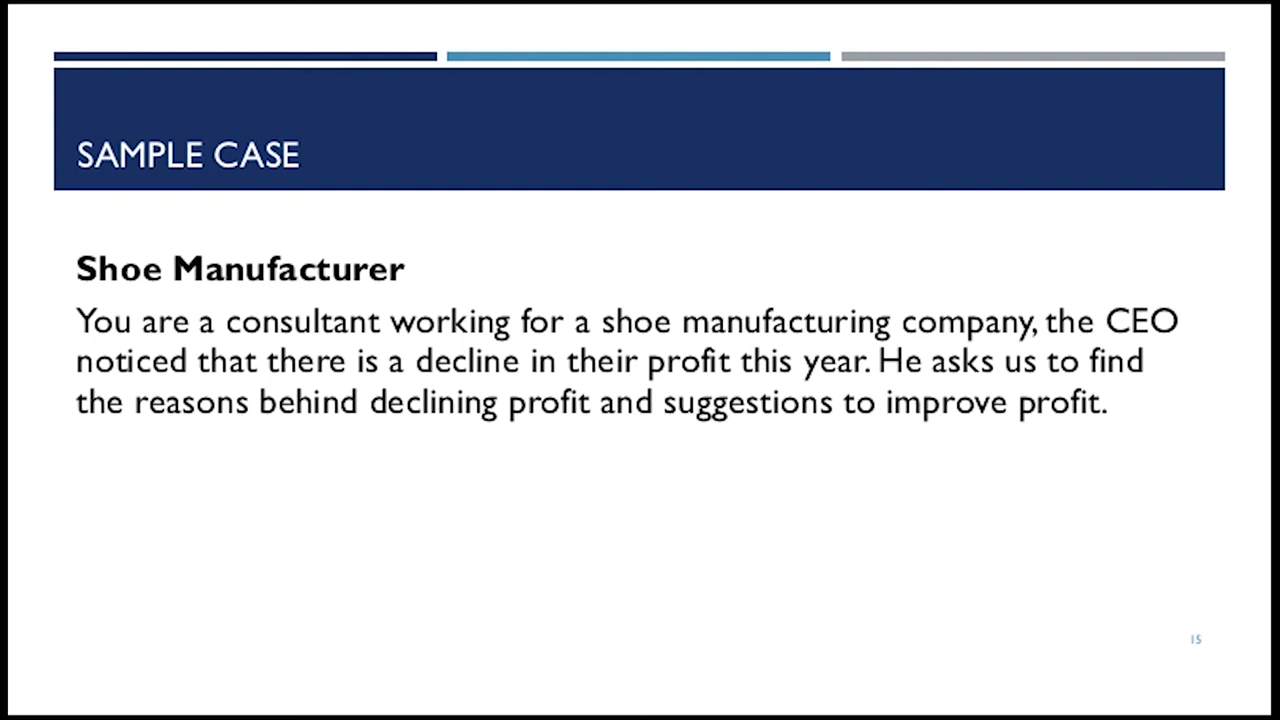 SAMPLE CASE
Shoe Manufacturer
You are a consultant working for a shoe manufacturing company, the CEO
noticed that there is a decline in their profit this year. He asks us to find
the reasons behind declining profit and suggestions to improve profit.
15